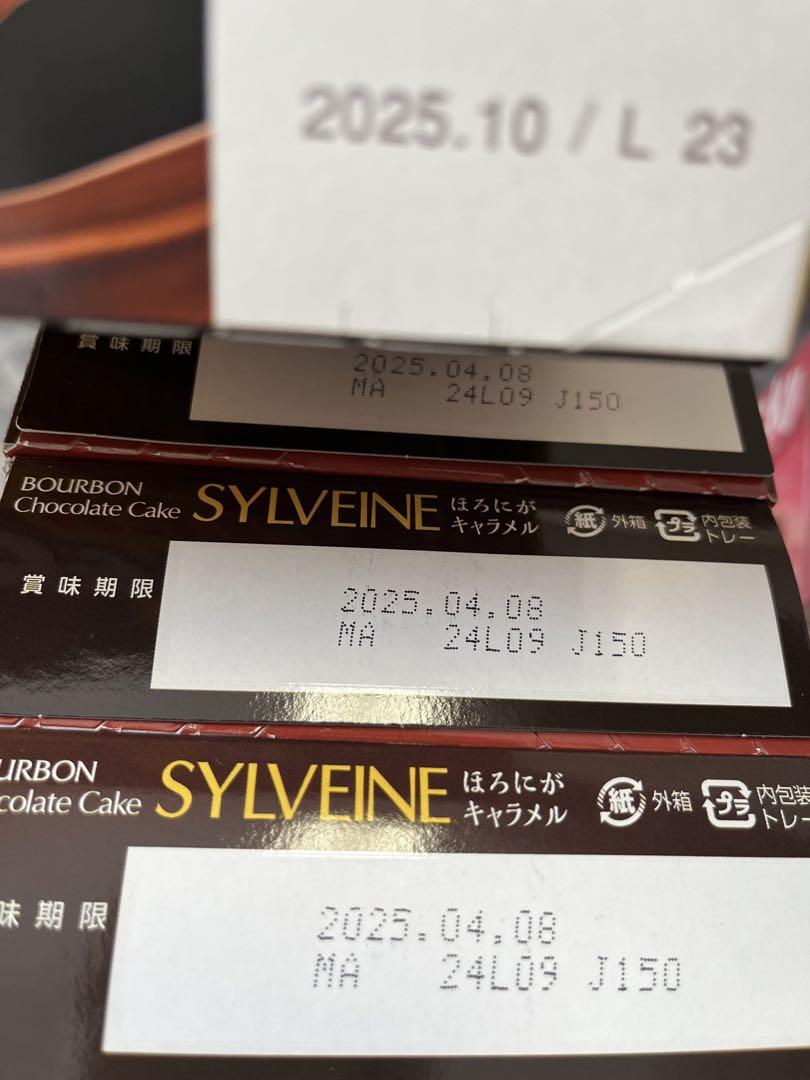 2025.10 / L 23
賞味期限
2025.04.08
MA 24L09 J150
BOURBON
Chocolate Cake
SYLVEINE
ほろにが
キャラメル
紙
外箱
プラ
内包装
トレー
賞味期限
2025.04.08
MA 24L09 J150
URBON
colate Cake
SYLVEINE
ほろにが
キャラメル
紙
外箱
プラ
内包装
トレー
味期限
2025.04.08
MA 24L09 J150